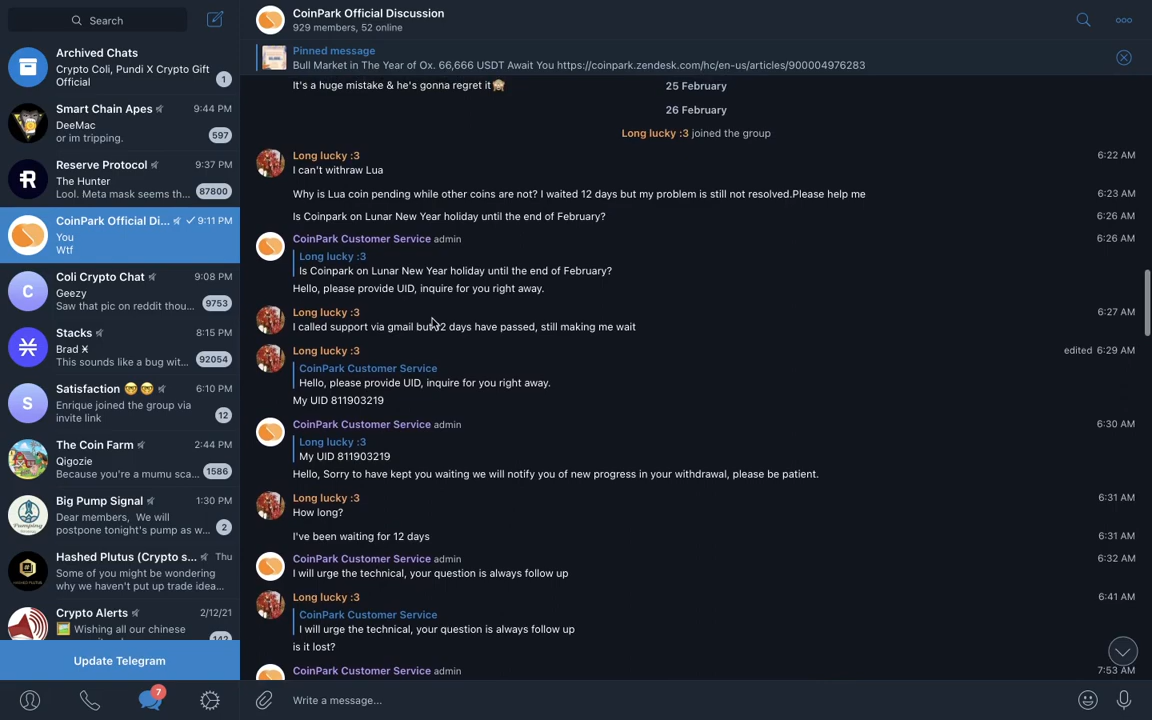 Search
Archived Chats
Crypto Coli, Pundi X Crypto Gift
Official
1
Smart Chain Apes
9:44 PM
DeeMac
or im tripping.
597
Reserve Protocol
9:37 PM
The Hunter
Lool. Meta mask seems th...
87800
CoinPark Official Di...
9:11 PM
You
Wtf
Coli Crypto Chat
9:08 PM
Geezy
Saw that pic on reddit thou...
9753
Stacks
8:15 PM
Brad
This sounds like a bug wit...
92054
Satisfaction 🤓 🤓
6:10 PM
Enrique joined the group via
invite link
12
The Coin Farm
2:44 PM
Qigozie
Because you're a mumu sca...
1586
Big Pump Signal
1:30 PM
Dear members, We will
postpone tonight's pump as w...
2
Hashed Plutus (Crypto s...
Thu
Some of you might be wondering
why we haven't put up trade idea...
Crypto Alerts
2/12/21
🖼️ Wishing all our chinese
142
Update Telegram
7
CoinPark Official Discussion
929 members, 52 online
Pinned message
Bull Market in The Year of Ox. 66,666 USDT Await You https://coinpark.zendesk.com/hc/en-us/articles/900004976283
It's a huge mistake & he's gonna regret it🙈
25 February
26 February
Long lucky :3 joined the group
Long lucky :3
6:22 AM
I can't withraw Lua
Why is Lua coin pending while other coins are not? I waited 12 days but my problem is still not resolved.Please help me
6:23 AM
Is Coinpark on Lunar New Year holiday until the end of February?
6:26 AM
CoinPark Customer Service admin
6:26 AM
Long lucky :3
Is Coinpark on Lunar New Year holiday until the end of February?
Hello, please provide UID, inquire for you right away.
Long lucky :3
6:27 AM
I called support via gmail but 12 days have passed, still making me wait
Long lucky :3
edited 6:29 AM
CoinPark Customer Service
Hello, please provide UID, inquire for you right away.
My UID 811903219
CoinPark Customer Service admin
6:30 AM
Long lucky :3
My UID 811903219
Hello, Sorry to have kept you waiting we will notify you of new progress in your withdrawal, please be patient.
Long lucky :3
6:31 AM
How long?
I've been waiting for 12 days
6:31 AM
CoinPark Customer Service admin
6:32 AM
I will urge the technical, your question is always follow up
Long lucky :3
6:41 AM
CoinPark Customer Service
I will urge the technical, your question is always follow up
is it lost?
CoinPark Customer Service admin
7:53 AM
Write a message...